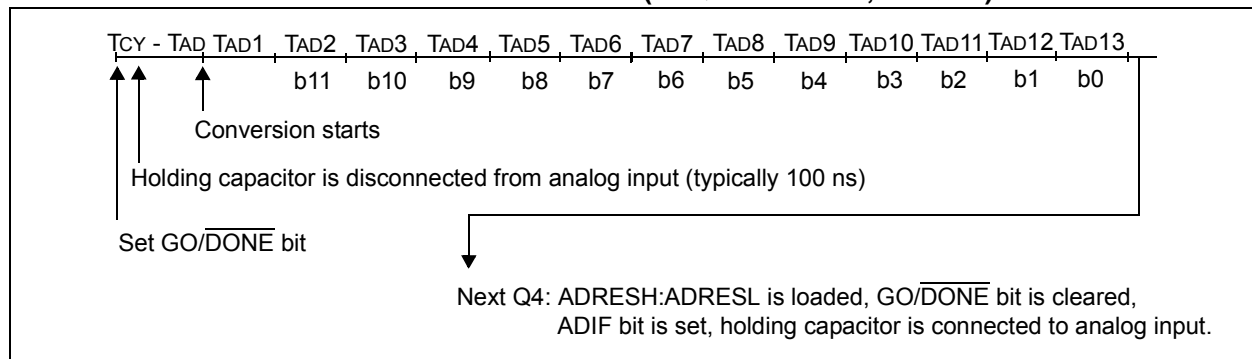 TCY - TAD TAD1 TAD2 TAD3 TAD4 TAD5 TAD6 TAD7 TAD8 TAD9 TAD10 TAD11 TAD12 TAD13
b11 b10 b9 b8 b7 b6 b5 b4 b3 b2 b1 b0
Conversion starts
Holding capacitor is disconnected from analog input (typically 100 ns)
Set GO/DONE bit
Next Q4: ADRESH:ADRESL is loaded, GO/DONE bit is cleared,
ADIF bit is set, holding capacitor is connected to analog input.